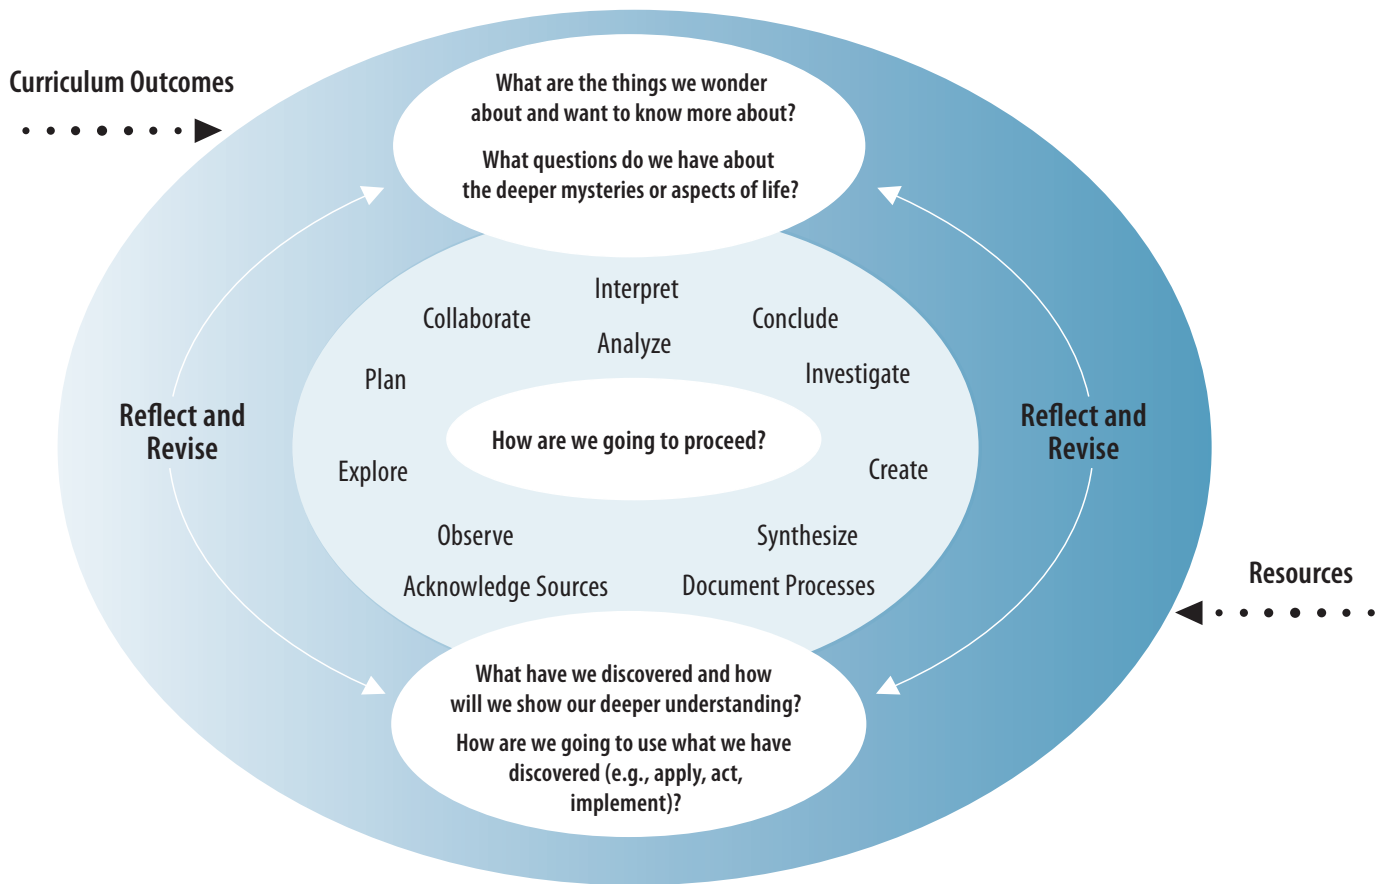 Curriculum Outcomes
What are the things we wonder
about and want to know more about?
What questions do we have about
the deeper mysteries or aspects of life?
Interpret
Collaborate
Conclude
Analyze
Plan
Investigate
Reflect and
Revise
How are we going to proceed?
Reflect and
Revise
Explore
Create
Observe
Synthesize
Acknowledge Sources
Document Processes
Resources
What have we discovered and how
will we show our deeper understanding?
How are we going to use what we have
discovered (e.g., apply, act,
implement)?